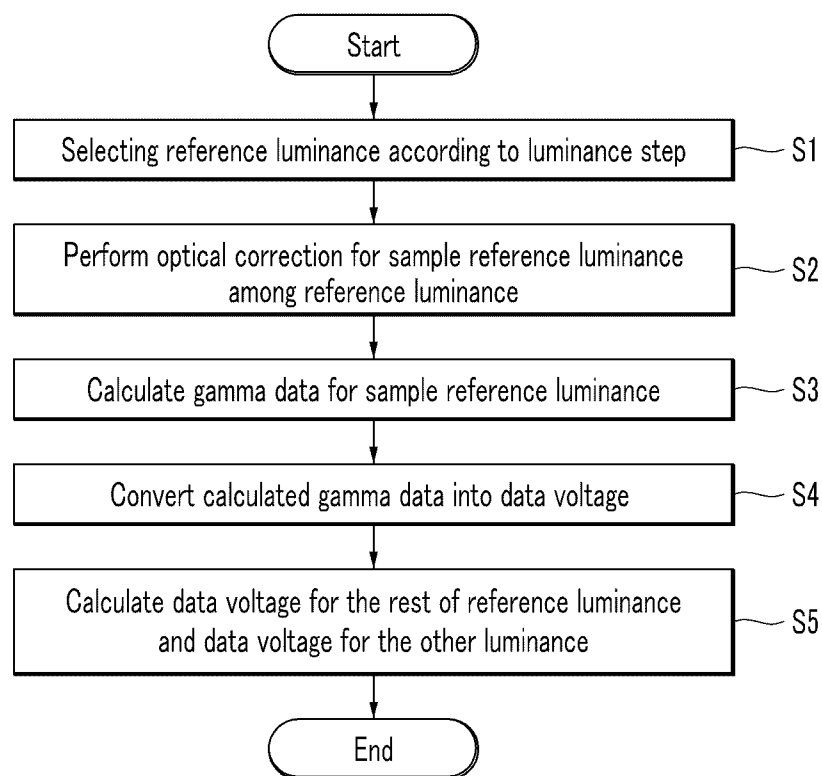 Start
Selecting reference luminance according to luminance step
S1
Perform optical correction for sample reference luminance
among reference luminance
S2
Calculate gamma data for sample reference luminance
S3
Convert calculated gamma data into data voltage
S4
Calculate data voltage for the rest of reference luminance
and data voltage for the other luminance
S5
End